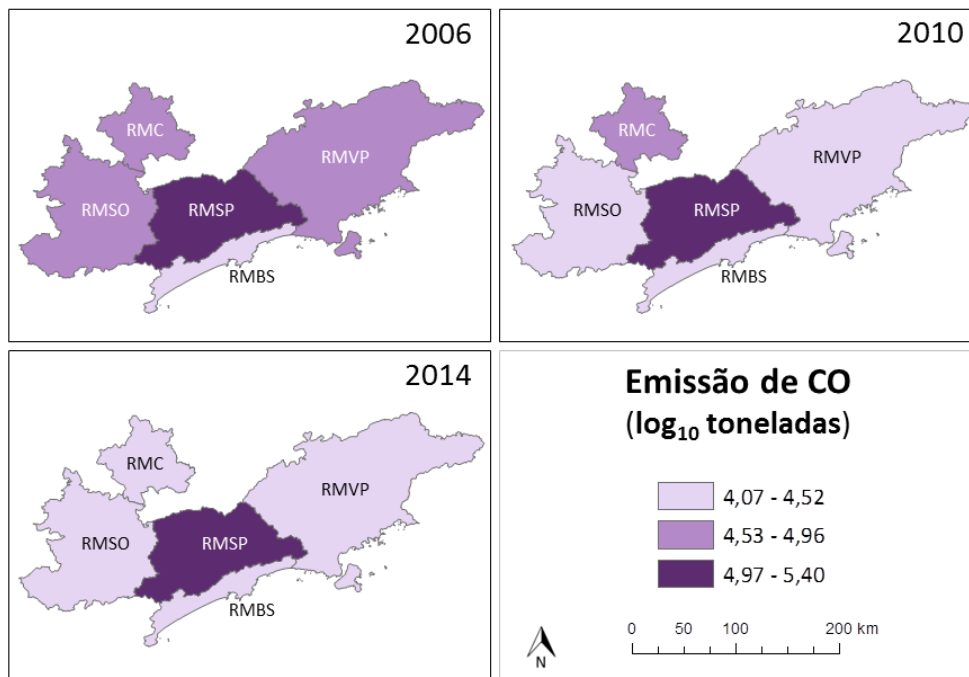 2006
RMC
RMVP
RMSO
RMSP
RMBS
2010
RMC
RMVP
RMSO
RMSP
RMBS
2014
RMC
RMVP
RMSO
RMSP
RMBS
Emissão de CO
(log₁₀ toneladas)
4,07 - 4,52
4,53 - 4,96
4,97 - 5,40
0 50 100 200 km
N